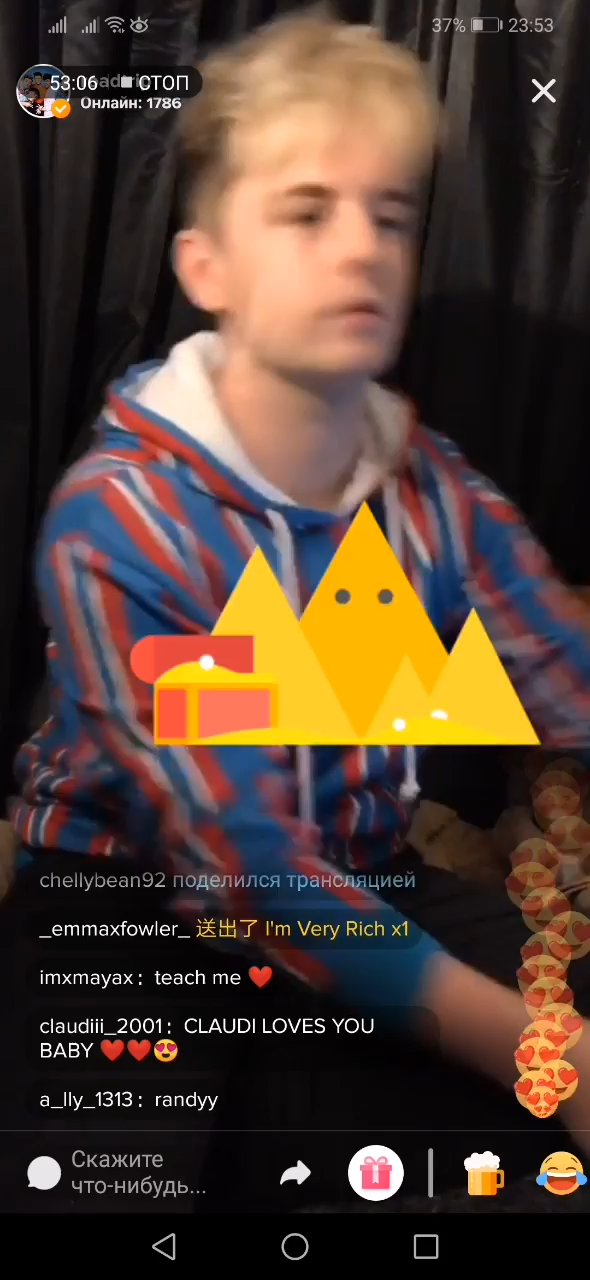 37% 23:53
53:06 СТОП
Онлайн: 1786
chellybean92 поделился трансляцией
_emmaxfowler_ 送出了 I'm Very Rich x1
imxmayax : teach me
claudiii_2001 : CLAUDI LOVES YOU
BABY
a_lly_1313 : randyy
Скажите
что-нибудь...